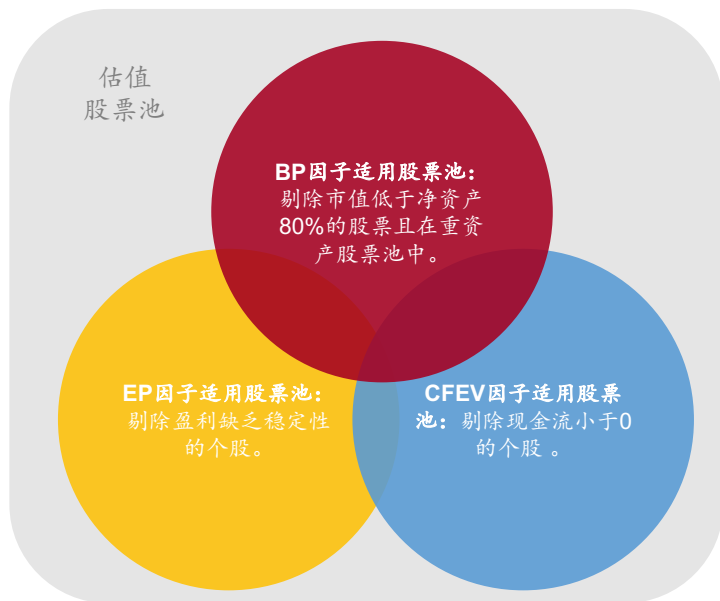 估值
股票池
BP因子适用股票池：
剔除市值低于净资产
80%的股票且在重资
产股票池中。
EP因子适用股票池：
剔除盈利缺乏稳定性
的个股。
CFEV因子适用股票
池：剔除现金流小于0
的个股 。